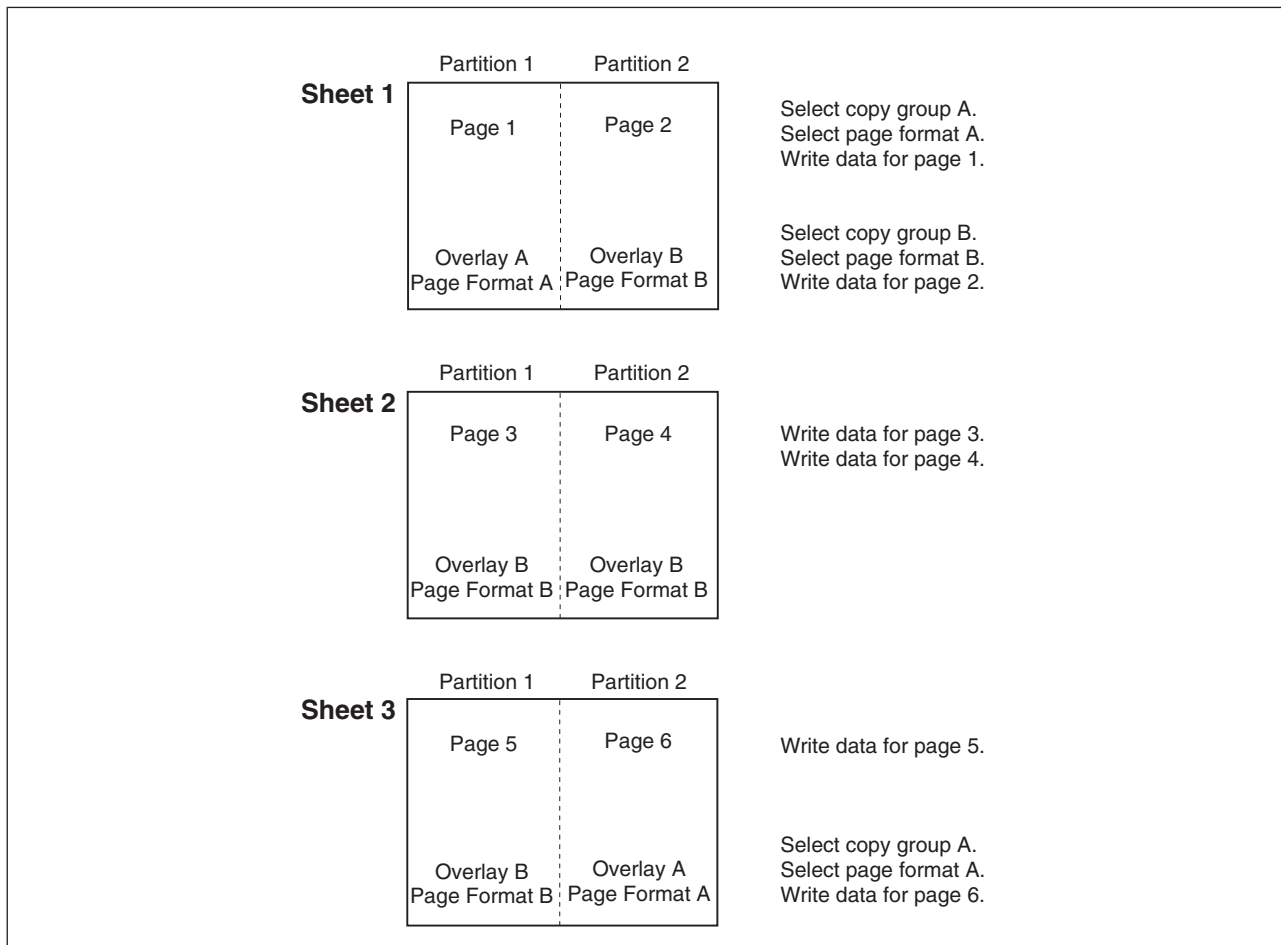 Partition 1 Partition 2
Sheet 1
Page 1 Page 2
Overlay A Overlay B
Page Format A Page Format B
Select copy group A.
Select page format A.
Write data for page 1.
Select copy group B.
Select page format B.
Write data for page 2.
Partition 1 Partition 2
Sheet 2
Page 3 Page 4
Overlay B Overlay B
Page Format B Page Format B
Write data for page 3.
Write data for page 4.
Partition 1 Partition 2
Sheet 3
Page 5 Page 6
Overlay B Overlay A
Page Format B Page Format A
Write data for page 5.
Select copy group A.
Select page format A.
Write data for page 6.